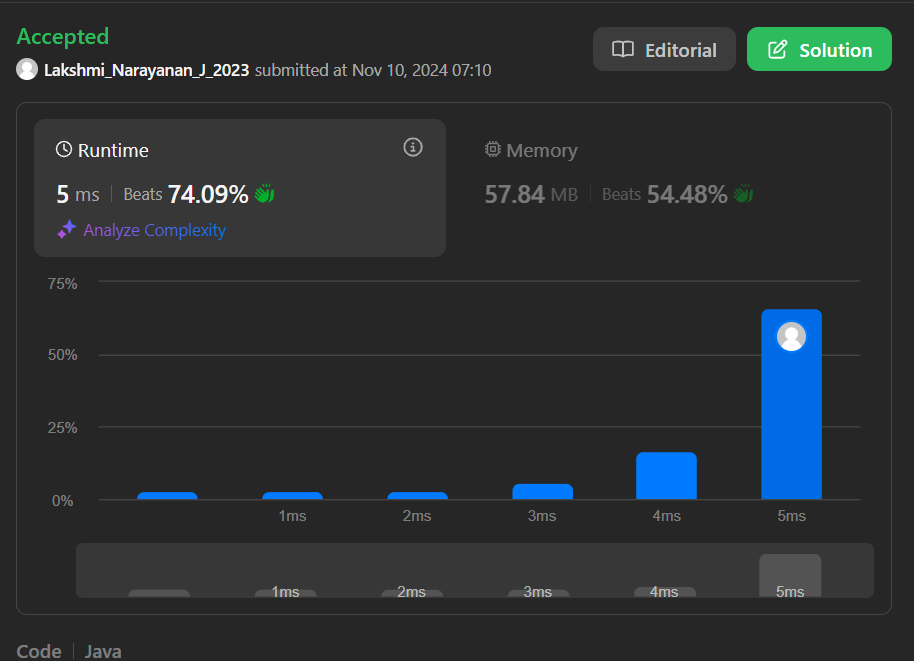 Accepted
Editorial
Solution
Lakshmi_Narayanan_J_2023 submitted at Nov 10, 2024 07:10
Runtime
Memory
5 ms | Beats 74.09%
57.84 MB | Beats 54.48%
Analyze Complexity
75%
50%
25%
0%
1ms 2ms 3ms 4ms 5ms
1ms 2ms 3ms 4ms 5ms
Code | Java